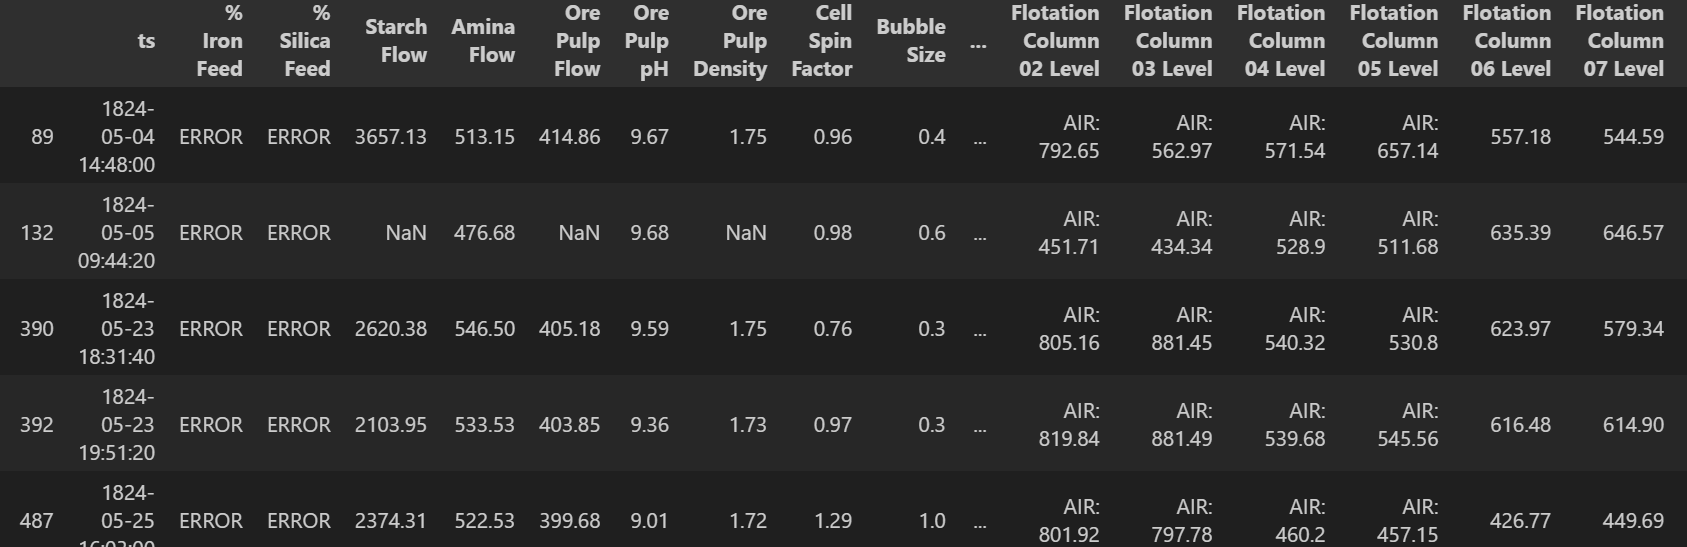 ts % Iron Feed % Silica Feed Starch Flow Amina Flow Ore Pulp Flow Ore Pulp pH Ore Pulp Density Cell Spin Factor Bubble Size ... Flotation Column 02 Level Flotation Column 03 Level Flotation Column 04 Level Flotation Column 05 Level Flotation Column 06 Level Flotation Column 07 Level
89 1824-05-04 14:48:00 ERROR ERROR 3657.13 513.15 414.86 9.67 1.75 0.96 0.4 ... AIR: 792.65 AIR: 562.97 AIR: 571.54 AIR: 657.14 557.18 544.59
132 1824-05-05 09:44:20 ERROR ERROR NaN 476.68 NaN 9.68 NaN 0.98 0.6 ... AIR: 451.71 AIR: 434.34 AIR: 528.9 AIR: 511.68 635.39 646.57
390 1824-05-23 18:31:40 ERROR ERROR 2620.38 546.50 405.18 9.59 1.75 0.76 0.3 ... AIR: 805.16 AIR: 881.45 AIR: 540.32 AIR: 530.8 623.97 579.34
392 1824-05-23 19:51:20 ERROR ERROR 2103.95 533.53 403.85 9.36 1.73 0.97 0.3 ... AIR: 819.84 AIR: 881.49 AIR: 539.68 AIR: 545.56 616.48 614.90
487 1824-05-25 ERROR ERROR 2374.31 522.53 399.68 9.01 1.72 1.29 1.0 ... AIR: 801.92 AIR: 797.78 AIR: 460.2 AIR: 457.15 426.77 449.69